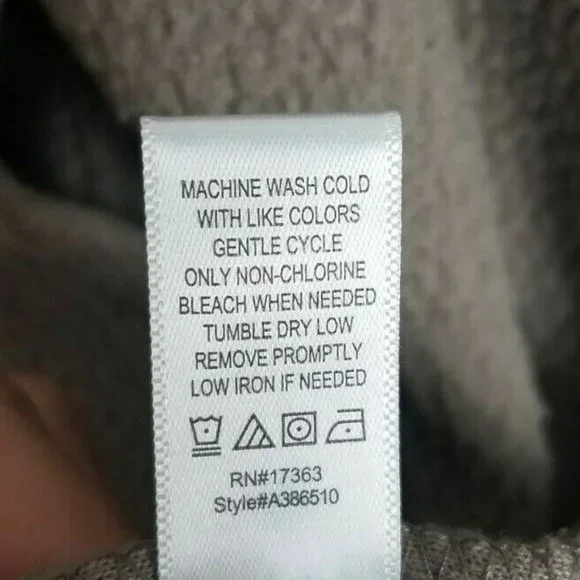 MACHINE WASH COLD
WITH LIKE COLORS
GENTLE CYCLE
ONLY NON-CHLORINE
BLEACH WHEN NEEDED
TUMBLE DRY LOW
REMOVE PROMPTLY
LOW IRON IF NEEDED
RN#17363
Style#A386510